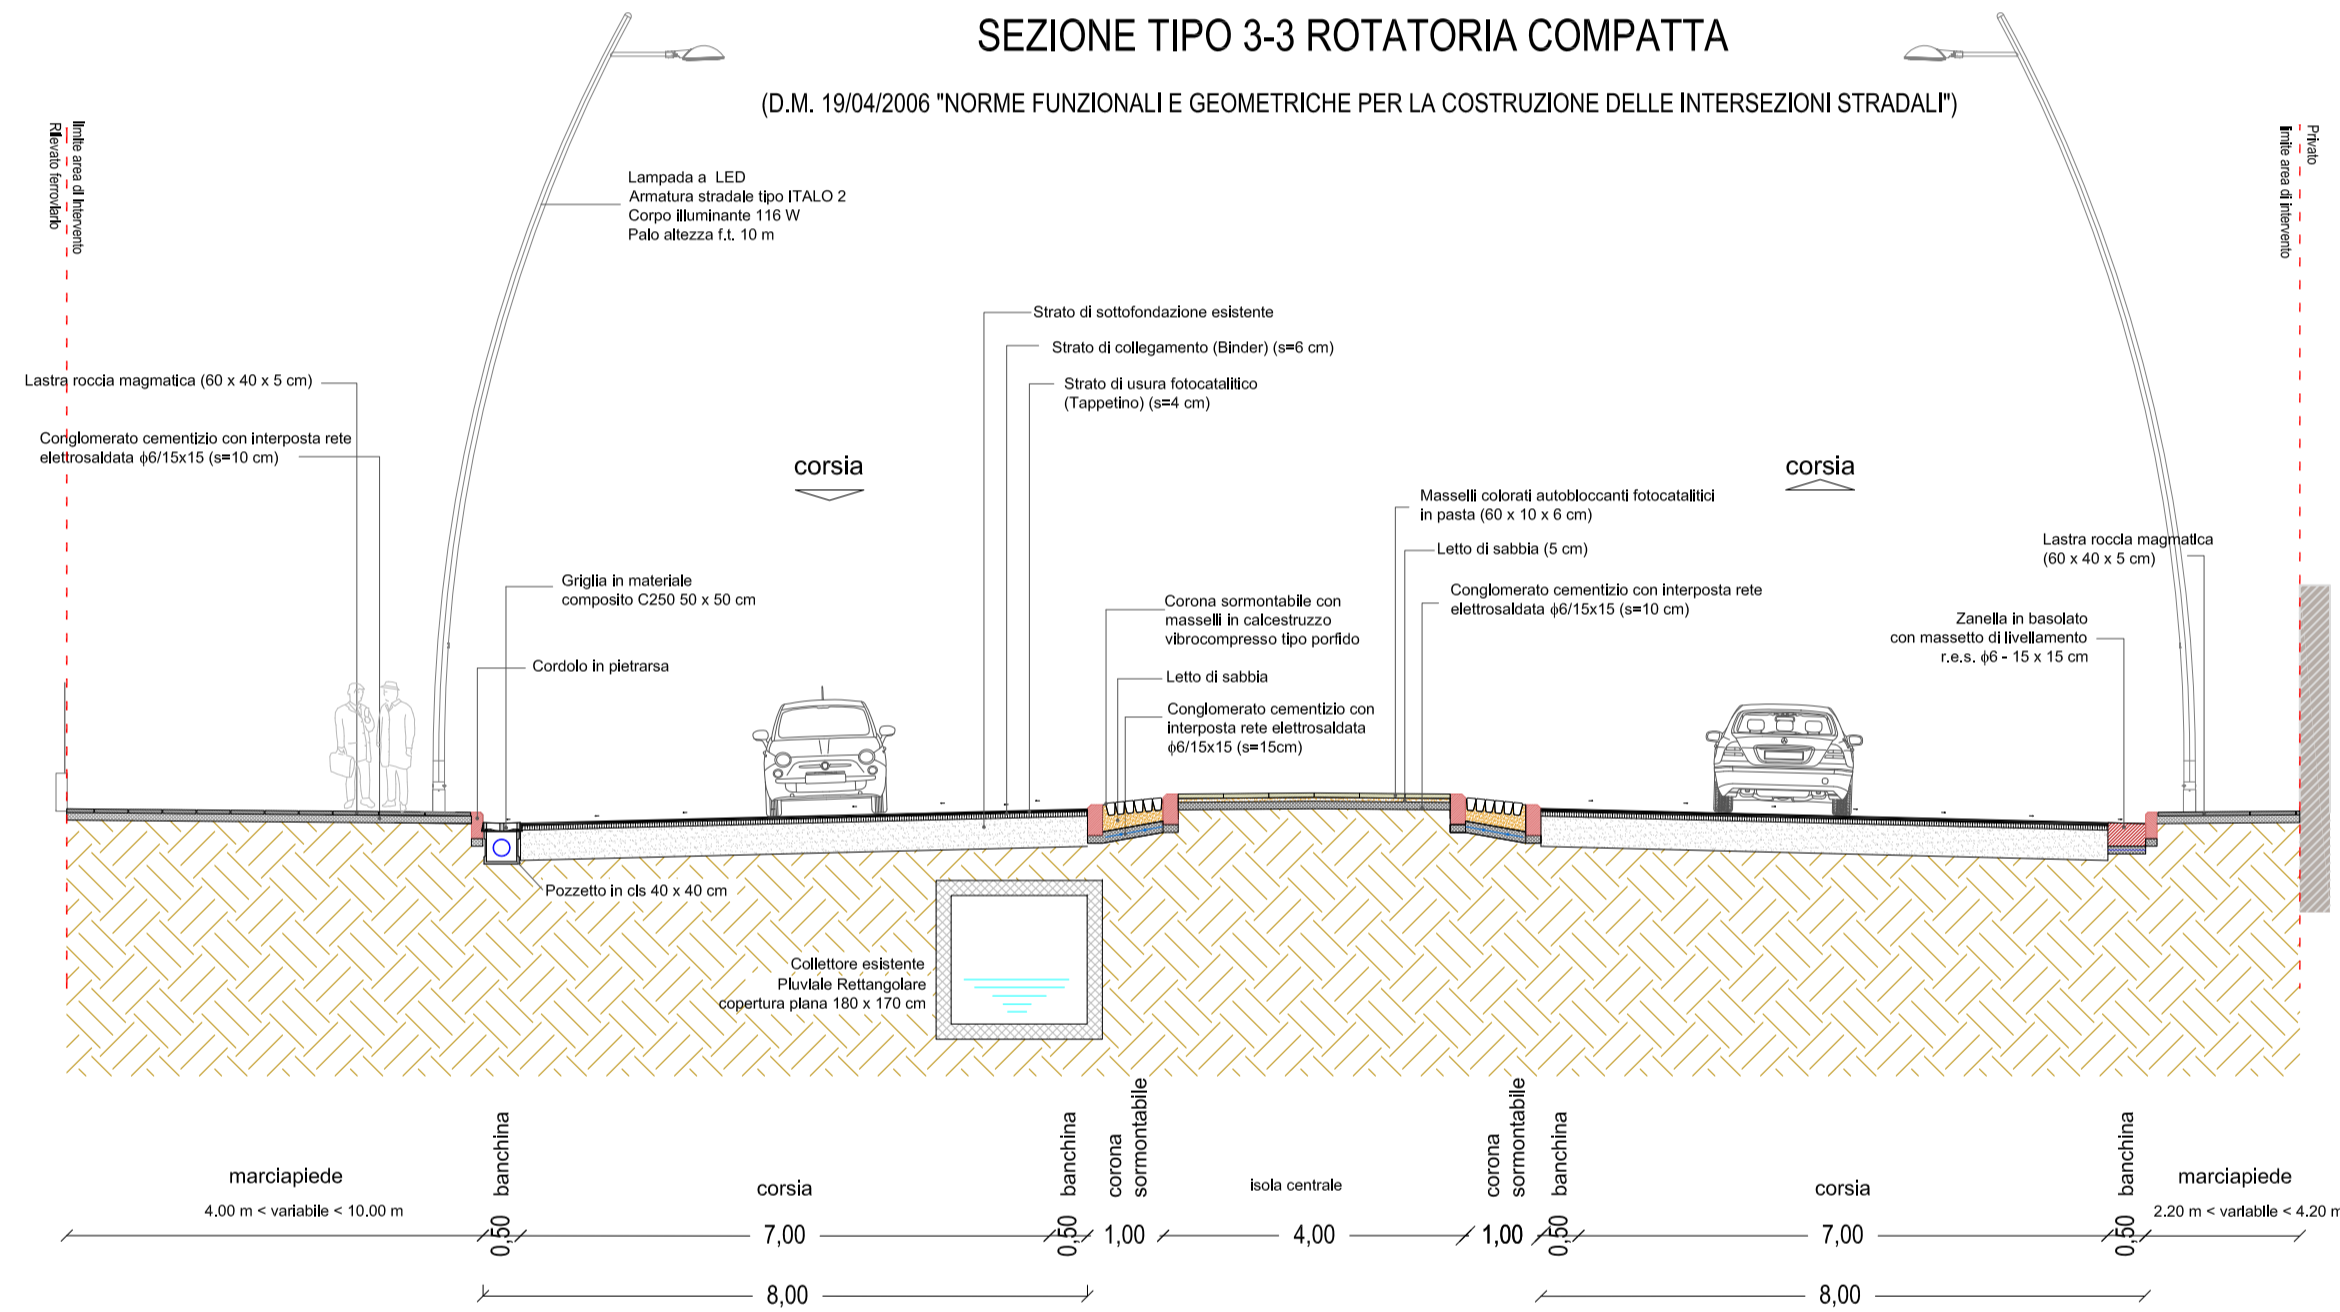 SEZIONE TIPO 3-3 ROTATORIA COMPATTA
(D.M. 19/04/2006 "NORME FUNZIONALI E GEOMETRICHE PER LA COSTRUZIONE DELLE INTERSEZIONI STRADALI")
limite area di intervento
Rilevato ferroviario
Privato
limite area di intervento
Lampada a LED
Armatura stradale tipo ITALO 2
Corpo illuminante 116 W
Palo altezza f.t. 10 m
Strato di sottofondazione esistente
Strato di collegamento (Binder) (s=6 cm)
Strato di usura fotocatalitico
(Tappetino) (s=4 cm)
Lastra roccia magmatica (60 x 40 x 5 cm)
Conglomerato cementizio con interposta rete
elettrosaldata ϕ6/15x15 (s=10 cm)
corsia
corsia
Masselli colorati autobloccanti fotocatalitici
in pasta (60 x 10 x 6 cm)
Letto di sabbia (5 cm)
Conglomerato cementizio con interposta rete
elettrosaldata ϕ6/15x15 (s=10 cm)
Lastra roccia magmatica
(60 x 40 x 5 cm)
Zanella in basolato
con massetto di livellamento
r.e.s. ϕ6 - 15 x 15 cm
Griglia in materiale
composito C250 50 x 50 cm
Cordolo in pietrarsa
Corona sormontabile con
masselli in calcestruzzo
vibrocompresso tipo porfido
Letto di sabbia
Conglomerato cementizio con
interposta rete elettrosaldata
ϕ6/15x15 (s=15cm)
Pozzetto in cls 40 x 40 cm
Collettore esistente
Pluviale Rettangolare
copertura plana 180 x 170 cm
marciapiede
4.00 m < variabile < 10.00 m
banchina
0,50
corsia
7,00
banchina
0,50
corona
sormontabile
1,00
isola centrale
4,00
corona
sormontabile
1,00
banchina
0,50
corsia
7,00
banchina
0,50
marciapiede
2.20 m < variabile < 4.20 m
8,00
8,00